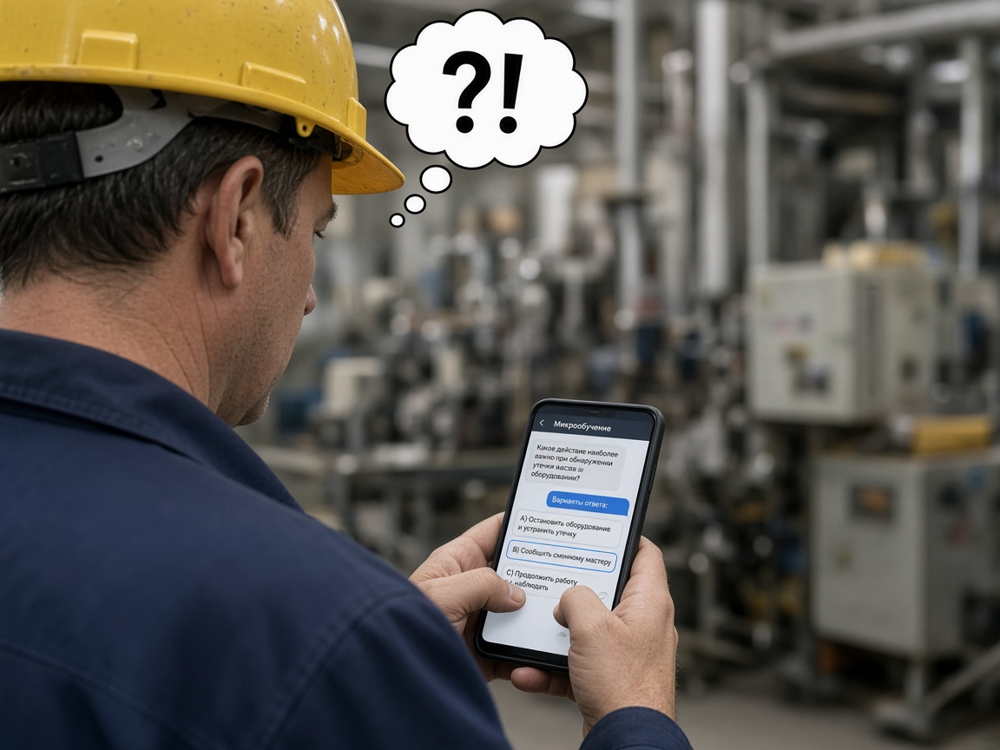 ?!
Микрообучение
Какое действие наиболее
важно при обнаружении
утечки
оборудовании?
Варианты ответа:
A) Остановить оборудование
и устранить утечку
B) Сообщить сменному мастеру
C) Продолжить работу
наблюдать